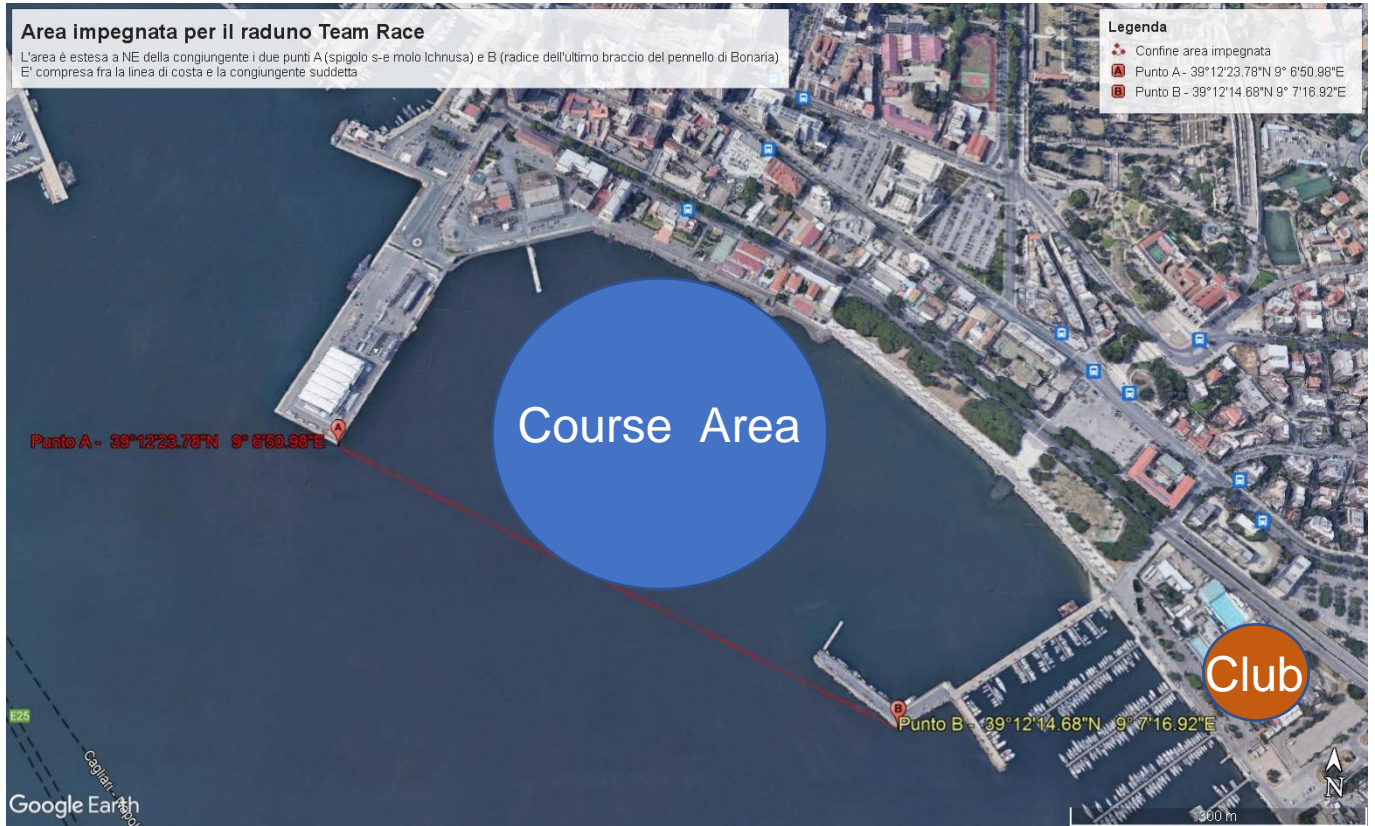 Area impegnata per il raduno Team Race
L'area è estesa a NE della congiungente i due punti A (spigolo s-e molo Ichnusa) e B (radice dell'ultimo braccio del pennello di Bonaria)
E' compresa fra la linea di costa e la congiungente suddetta
Legenda
Confine area impegnata
A Punto A - 39°12'23.78"N 9° 6'50.98"E
B Punto B - 39°12'14.68"N 9° 7'16.92"E
Course Area
A
Punto A - 39°12'23.78"N 9° 6'50.98"E
Club
B
Punto B - 39°12'14.68"N 9° 7'16.92"E
E25
Cagliari - Napol
N
Google Earth
300 m